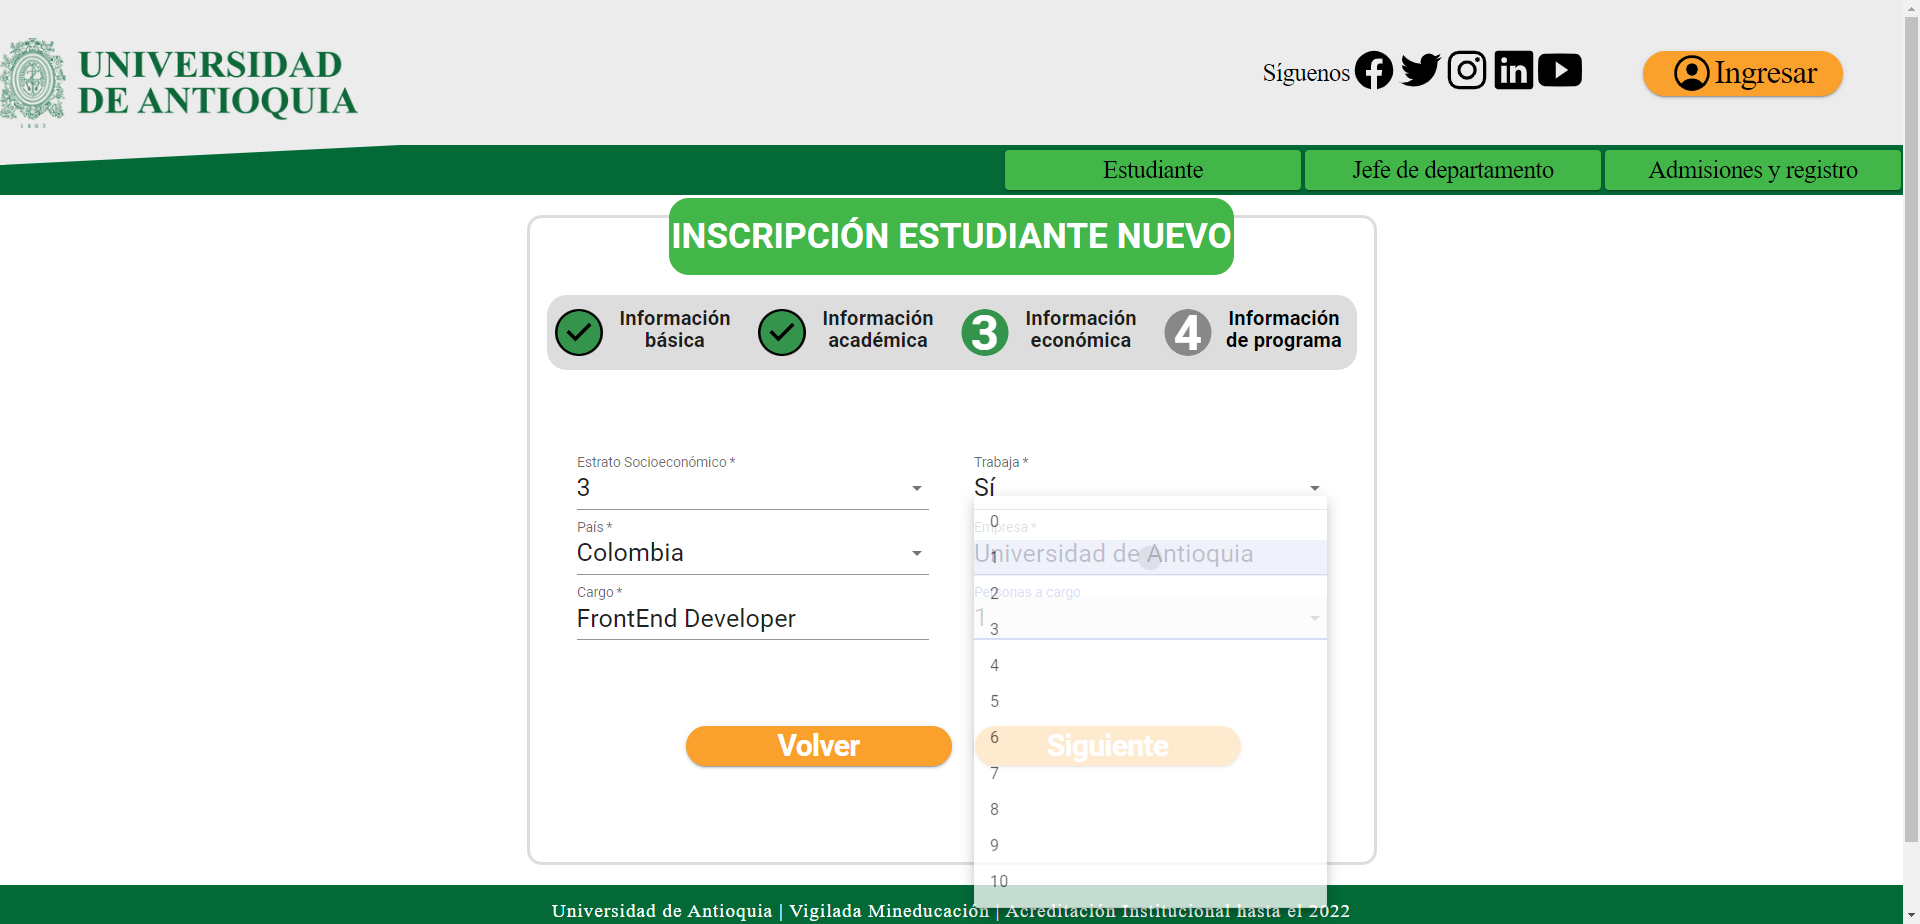 UNIVERSIDAD
DE ANTIOQUIA
1803
Síguenos
Ingresar
Estudiante
Jefe de departamento
Admisiones y registro
INSCRIPCIÓN ESTUDIANTE NUEVO
Información
básica
Información
académica
3
Información
económica
4
Información
de programa
Estrato Socioeconómico *
3
Trabaja *
Sí
País *
Colombia
Empresa *
Universidad de Antioquia
Cargo *
FrontEnd Developer
Personas a cargo
1
0
1
2
3
4
5
6
7
8
9
10
Volver
Siguiente
Universidad de Antioquia | Vigilada Mineducación | Acreditación Institucional hasta el 2022